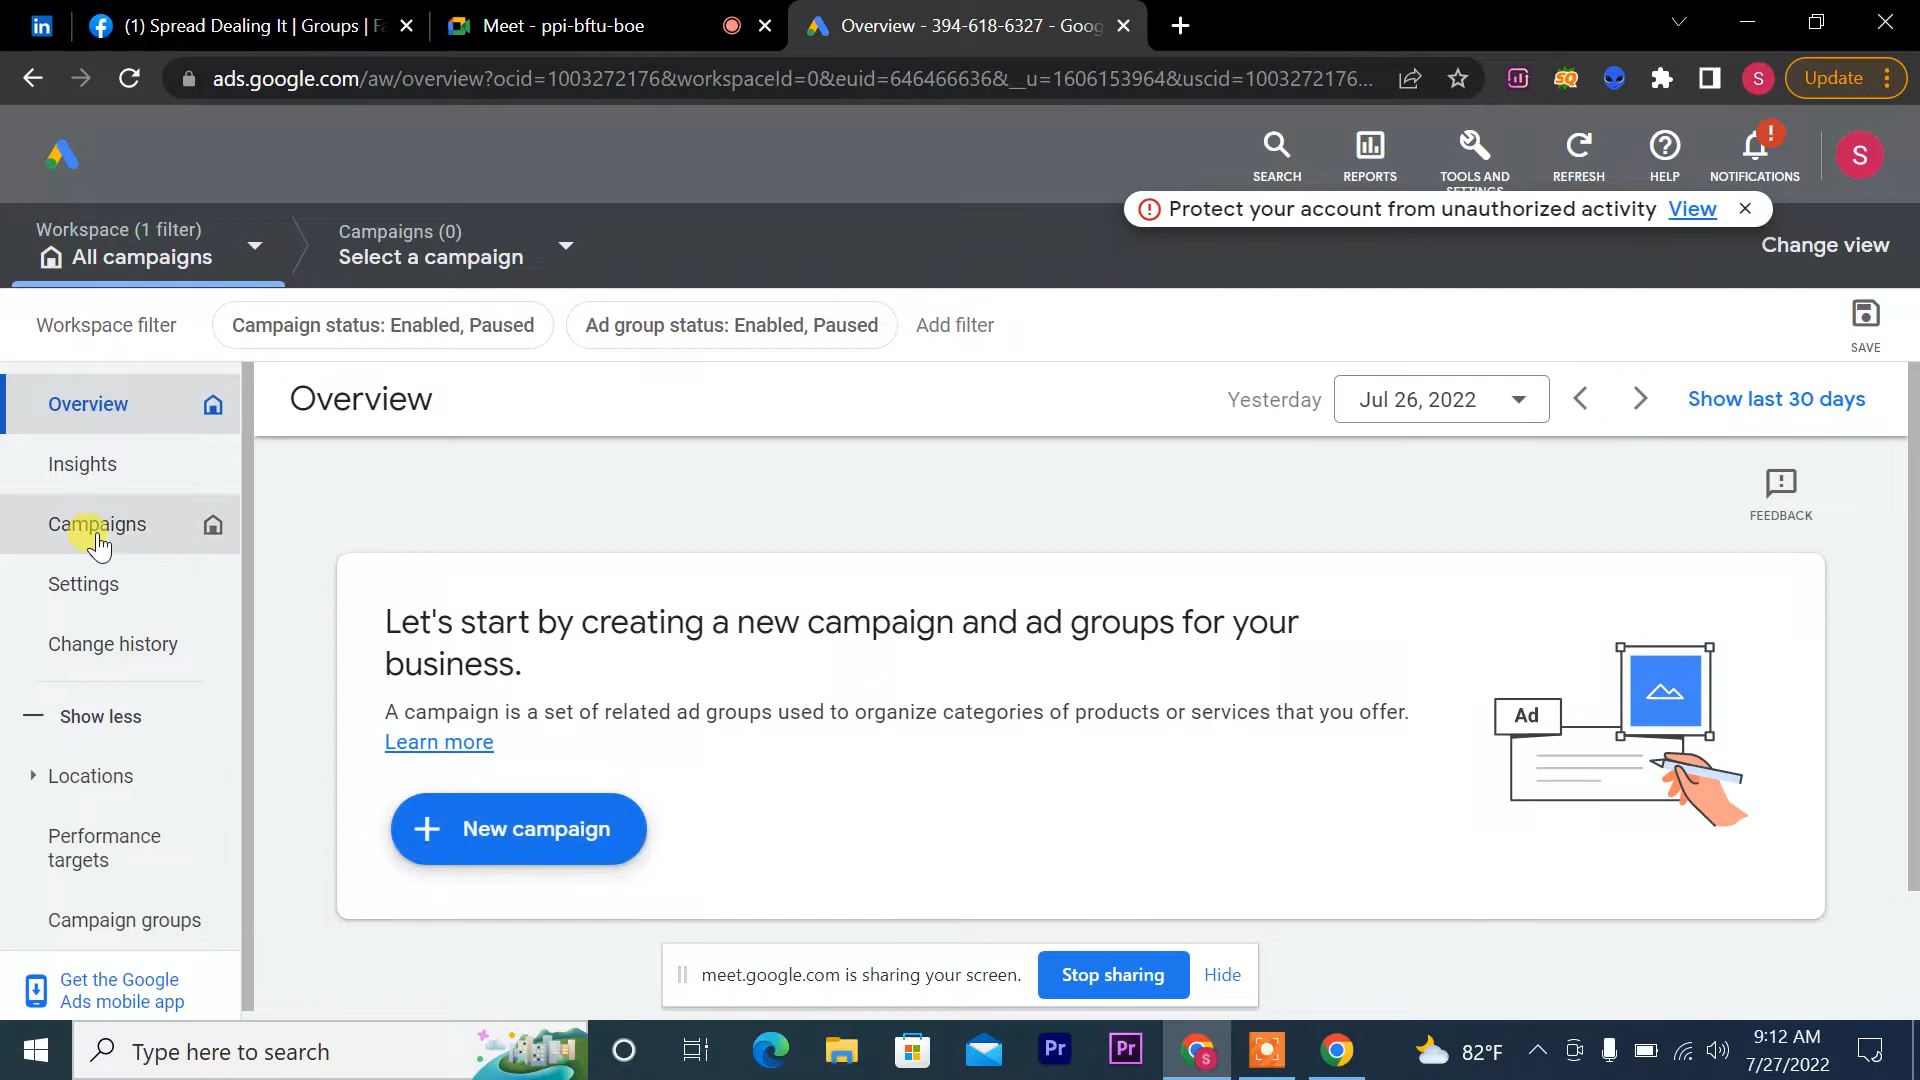 (1) Spread Dealing It | Groups | Fa
Meet - ppi-bftu-boe
Overview - 394-618-6327 - Goog
ads.google.com/aw/overview?ocid=1003272176&workspaceId=0&euid=646466636&__u=1606153964&uscid=1003272176...
S
Update
SEARCH
REPORTS
TOOLS AND
SETTINGS
REFRESH
HELP
NOTIFICATIONS
S
Protect your account from unauthorized activity View
Workspace (1 filter)
All campaigns
Campaigns (0)
Select a campaign
Change view
Workspace filter
Campaign status: Enabled, Paused
Ad group status: Enabled, Paused
Add filter
SAVE
Overview
Insights
Campaigns
Settings
Change history
Show less
Locations
Performance
targets
Campaign groups
Get the Google
Ads mobile app
Overview
Yesterday
Jul 26, 2022
Show last 30 days
FEEDBACK
Let's start by creating a new campaign and ad groups for your
business.
A campaign is a set of related ad groups used to organize categories of products or services that you offer.
Learn more
New campaign
Ad
meet.google.com is sharing your screen.
Stop sharing
Hide
Type here to search
Pr
Pr
S
82°F
9:12 AM
7/27/2022